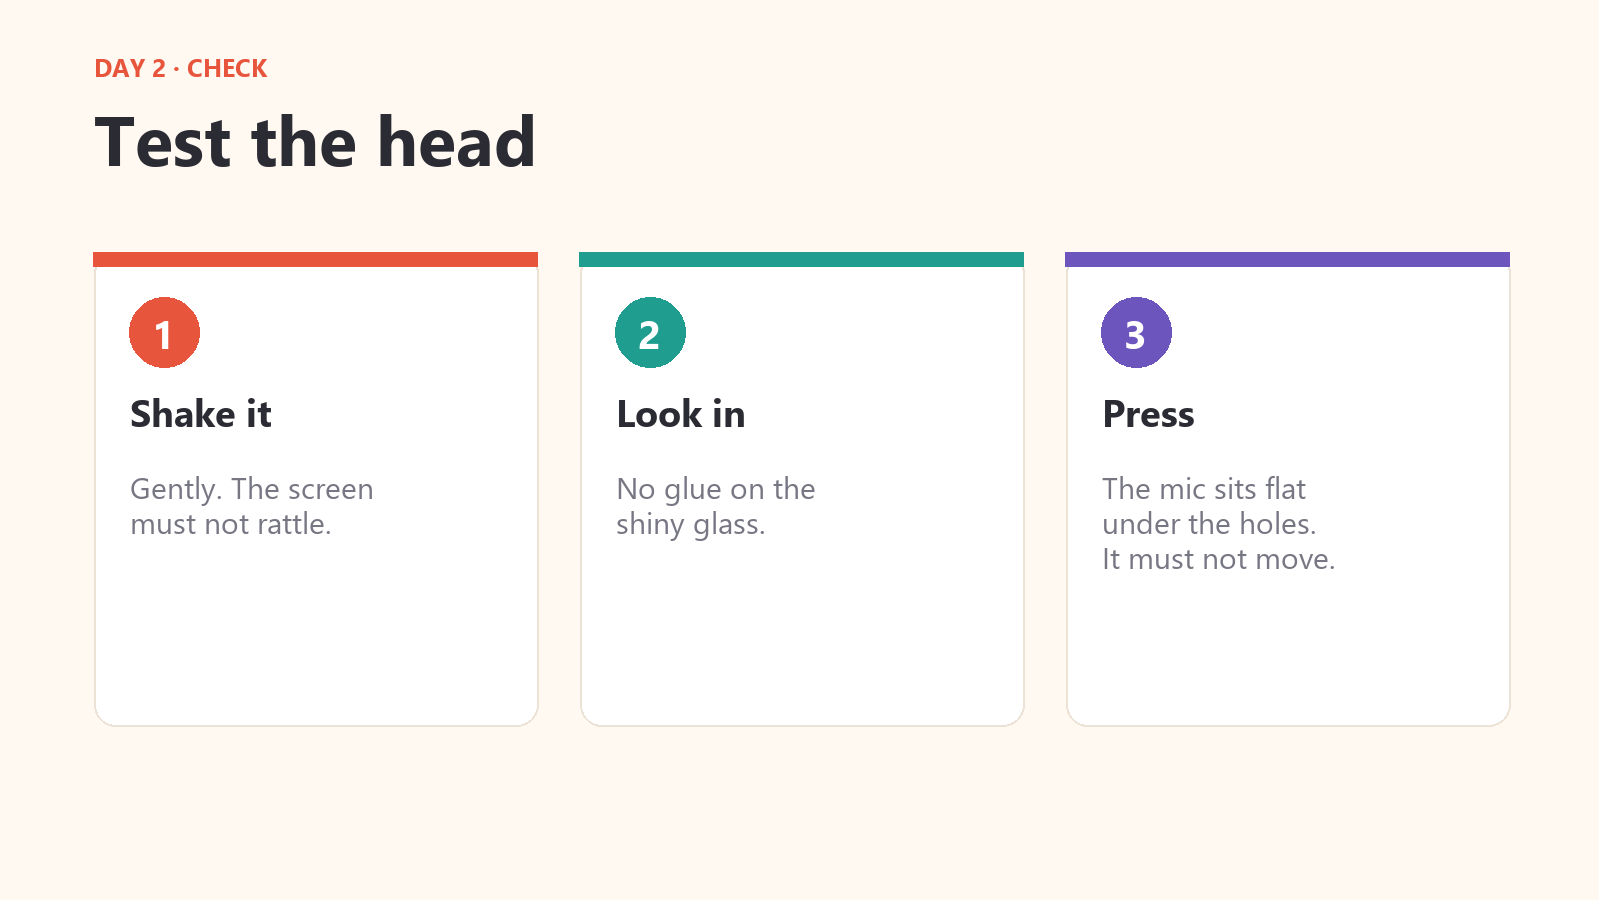 DAY 2 · CHECK
Test the head
1
Shake it
Gently. The screen
must not rattle.
2
Look in
No glue on the
shiny glass.
3
Press
The mic sits flat
under the holes.
It must not move.